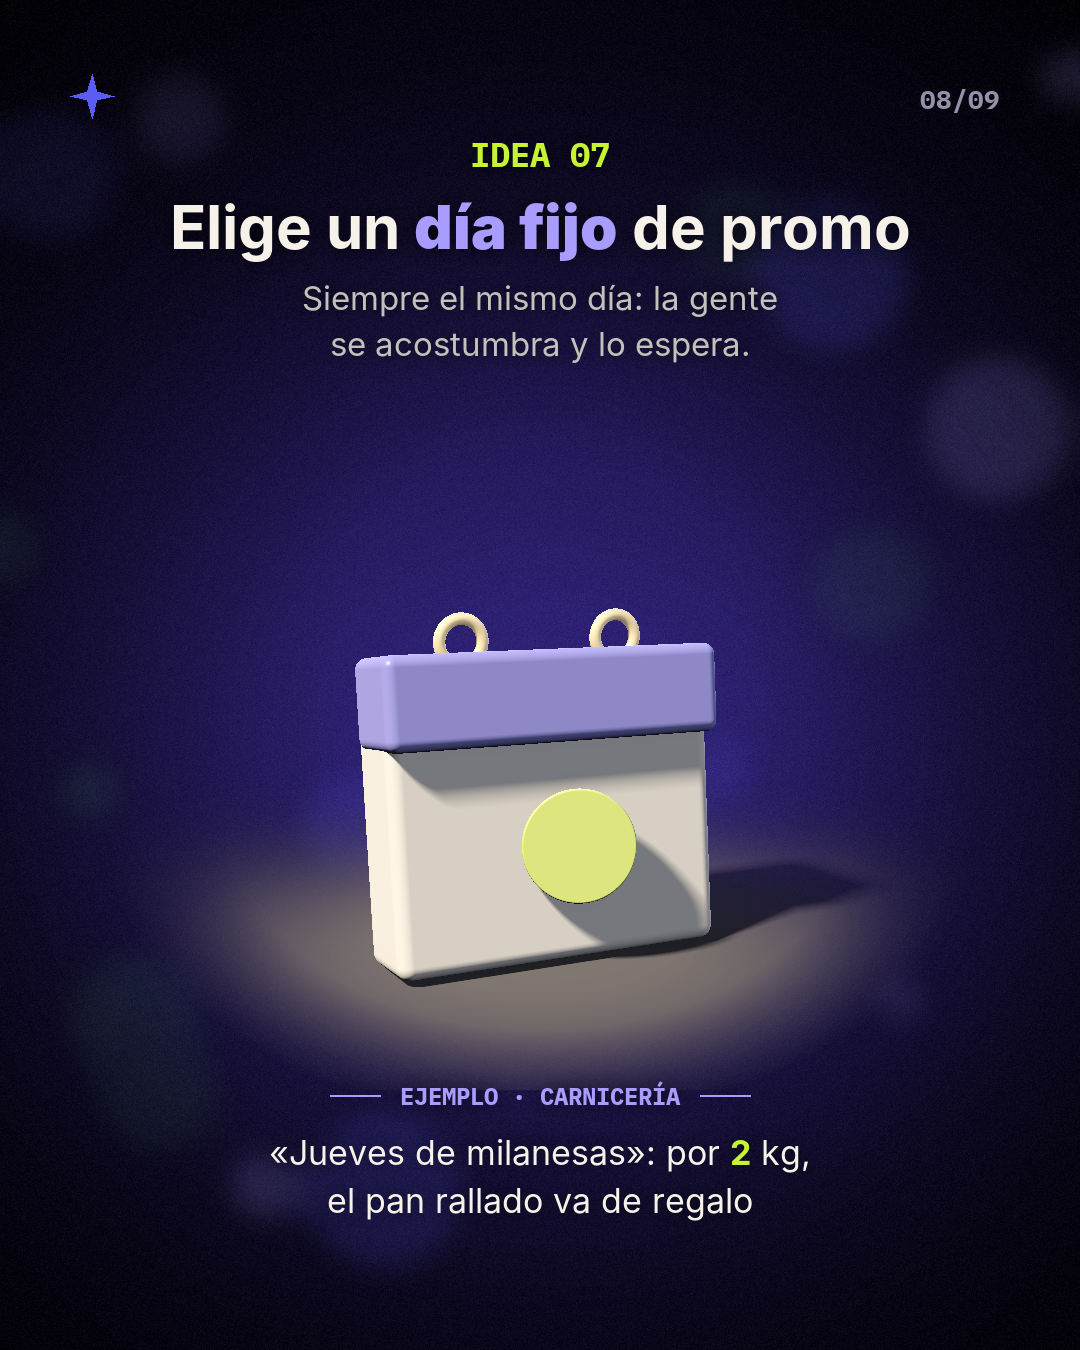 08/09
IDEA 07
Elige un día fijo de promo
Siempre el mismo día: la gente
se acostumbra y lo espera.
EJEMPLO · CARNICERÍA
«Jueves de milanesas»: por 2 kg,
el pan rallado va de regalo